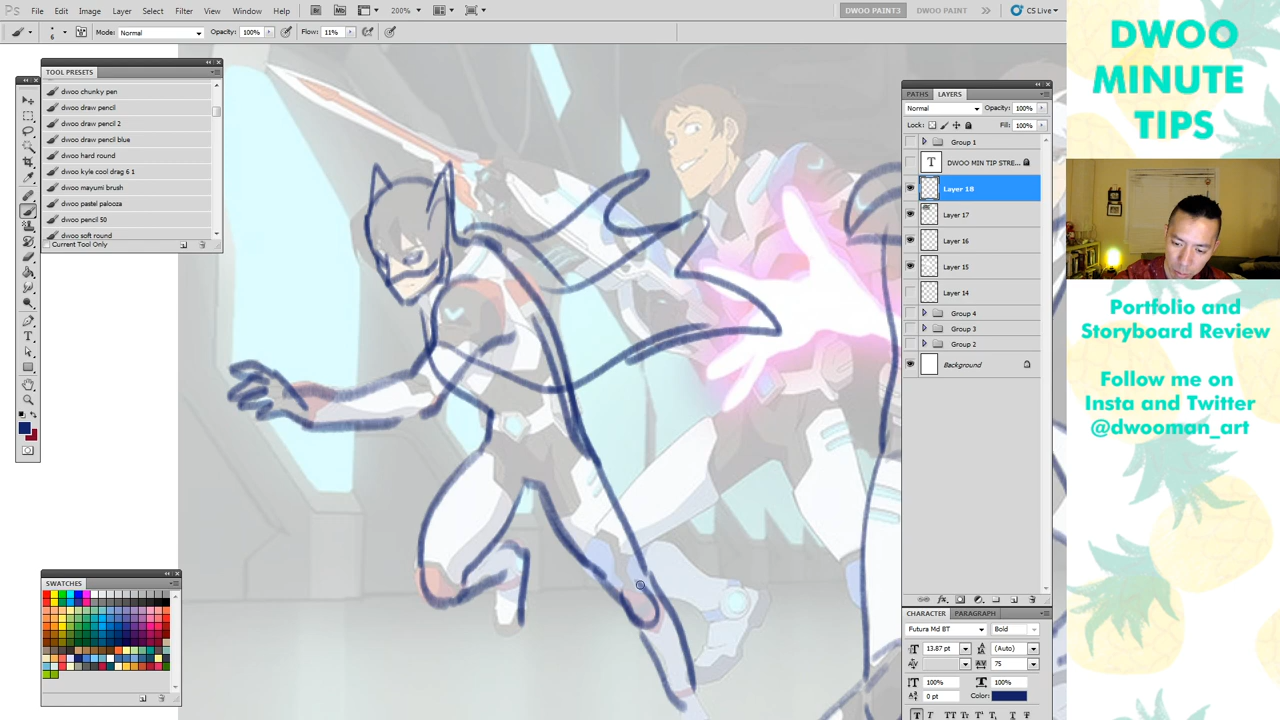 Ps
File Edit Image Layer Select Filter View Window Help
Br
Mb
200%
DWOO PAINT3
DWOO PAINT
CS Live
6
Mode: Normal
Opacity: 100%
Flow: 11%
TOOL PRESETS
dwoo chunky pen
dwoo draw pencil
dwoo draw pencil 2
dwoo draw pencil blue
dwoo hard round
dwoo kyle cool drag 6 1
dwoo mayumi brush
dwoo pastel palooza
dwoo pencil 50
dwoo soft round
Current Tool Only
SWATCHES
PATHS LAYERS
Normal
Opacity: 100%
Lock:
Fill: 100%
Group 1
T DWOO MIN TIP STRE...
Layer 18
Layer 17
Layer 16
Layer 15
Layer 14
Group 4
Group 3
Group 2
Background
fx
CHARACTER PARAGRAPH
Futura Md BT
Bold
13.87 pt
(Auto)
75
100%
100%
0 pt
Color:
DWOO
MINUTE
TIPS
Portfolio and
Storyboard Review
Follow me on
Insta and Twitter
@dwooman_art